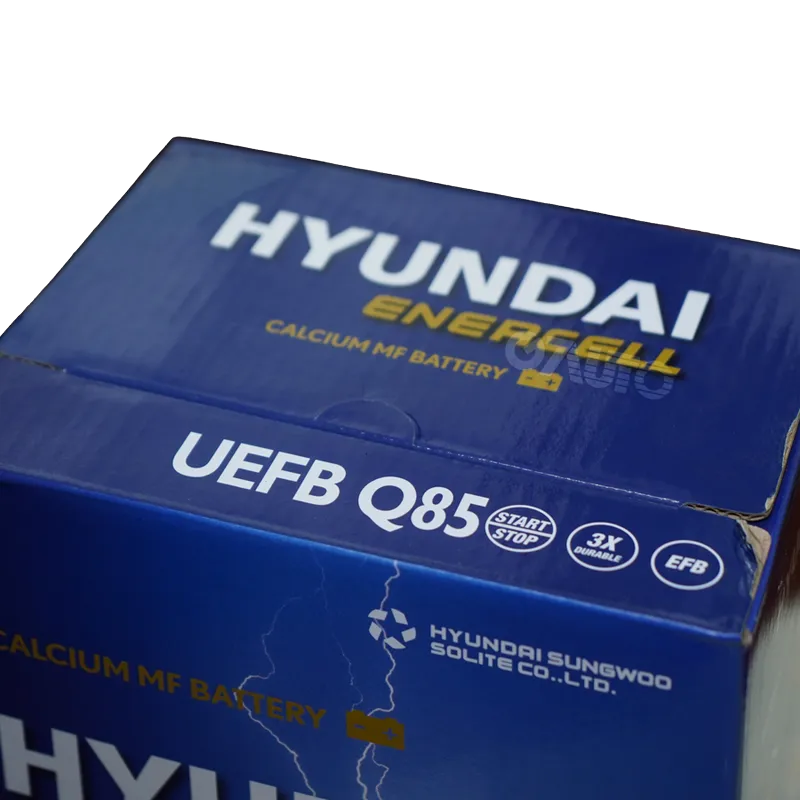 HYUNDAI
ENERCELL
CALCIUM MF BATTERY
UEFB Q85
START
STOP
3X
DURABLE
EFB
HYUNDAI SUNGWOO
SOLITE CO.,LTD.
CALCIUM MF BATTERY